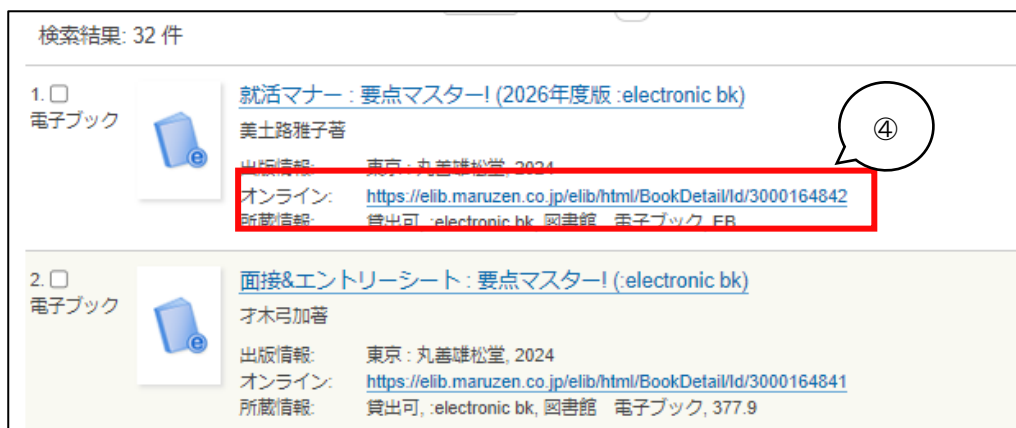 検索結果: 32 件
1.
電子ブック
就活マナー : 要点マスター! (2026年度版 :electronic bk)
美土路雅子著
④
出版情報: 東京 : 丸善雄松堂, 2024
オンライン: https://elib.maruzen.co.jp/elib/html/BookDetail/Id/3000164842
所蔵情報: 貸出可, :electronic bk, 図書館 電子ブック, EB
2.
電子ブック
面接&エントリーシート : 要点マスター! (:electronic bk)
才木弓加著
出版情報: 東京 : 丸善雄松堂, 2024
オンライン: https://elib.maruzen.co.jp/elib/html/BookDetail/Id/3000164841
所蔵情報: 貸出可, :electronic bk, 図書館 電子ブック, 377.9